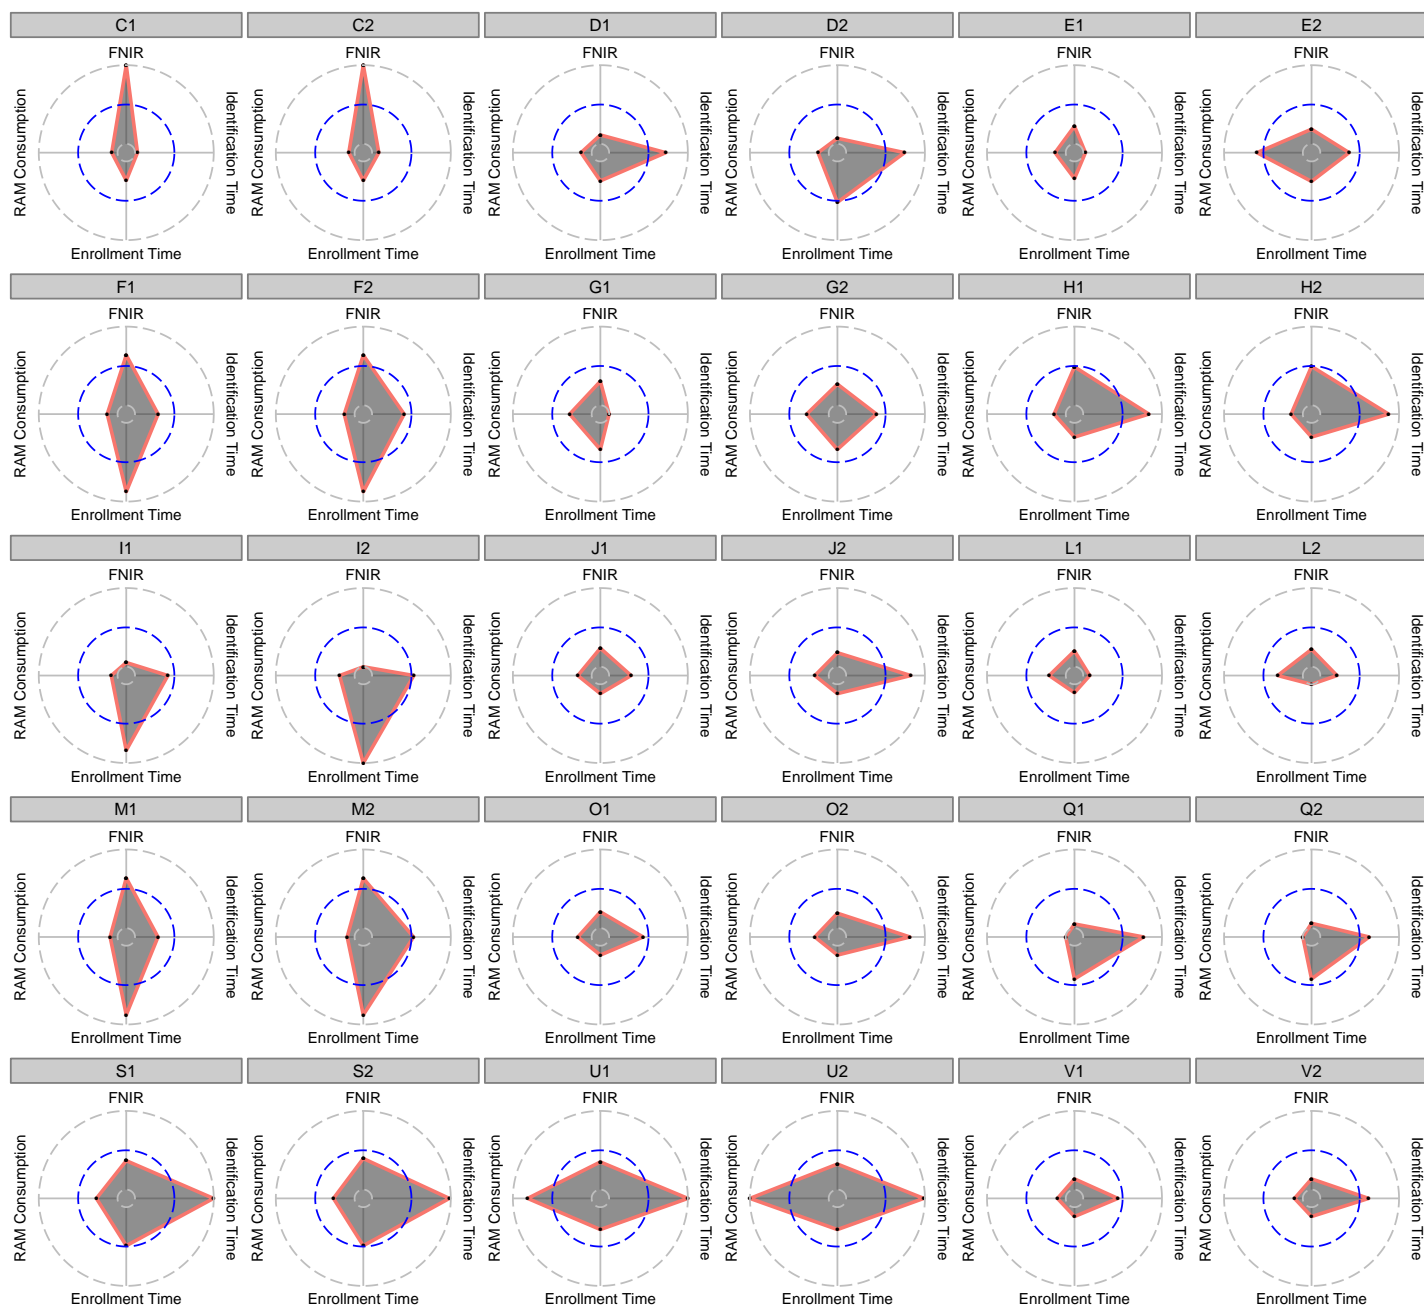 C1 C2 D1 D2 E1 E2
FNIR FNIR FNIR FNIR FNIR FNIR
RAM Consumption Identification Time RAM Consumption Identification Time RAM Consumption Identification Time RAM Consumption Identification Time RAM Consumption Identification Time RAM Consumption Identification Time
Enrollment Time Enrollment Time Enrollment Time Enrollment Time Enrollment Time Enrollment Time
F1 F2 G1 G2 H1 H2
FNIR FNIR FNIR FNIR FNIR FNIR
RAM Consumption Identification Time RAM Consumption Identification Time RAM Consumption Identification Time RAM Consumption Identification Time RAM Consumption Identification Time RAM Consumption Identification Time
Enrollment Time Enrollment Time Enrollment Time Enrollment Time Enrollment Time Enrollment Time
I1 I2 J1 J2 L1 L2
FNIR FNIR FNIR FNIR FNIR FNIR
RAM Consumption Identification Time RAM Consumption Identification Time RAM Consumption Identification Time RAM Consumption Identification Time RAM Consumption Identification Time RAM Consumption Identification Time
Enrollment Time Enrollment Time Enrollment Time Enrollment Time Enrollment Time Enrollment Time
M1 M2 O1 O2 Q1 Q2
FNIR FNIR FNIR FNIR FNIR FNIR
RAM Consumption Identification Time RAM Consumption Identification Time RAM Consumption Identification Time RAM Consumption Identification Time RAM Consumption Identification Time RAM Consumption Identification Time
Enrollment Time Enrollment Time Enrollment Time Enrollment Time Enrollment Time Enrollment Time
S1 S2 U1 U2 V1 V2
FNIR FNIR FNIR FNIR FNIR FNIR
RAM Consumption Identification Time RAM Consumption Identification Time RAM Consumption Identification Time RAM Consumption Identification Time RAM Consumption Identification Time RAM Consumption Identification Time
Enrollment Time Enrollment Time Enrollment Time Enrollment Time Enrollment Time Enrollment Time